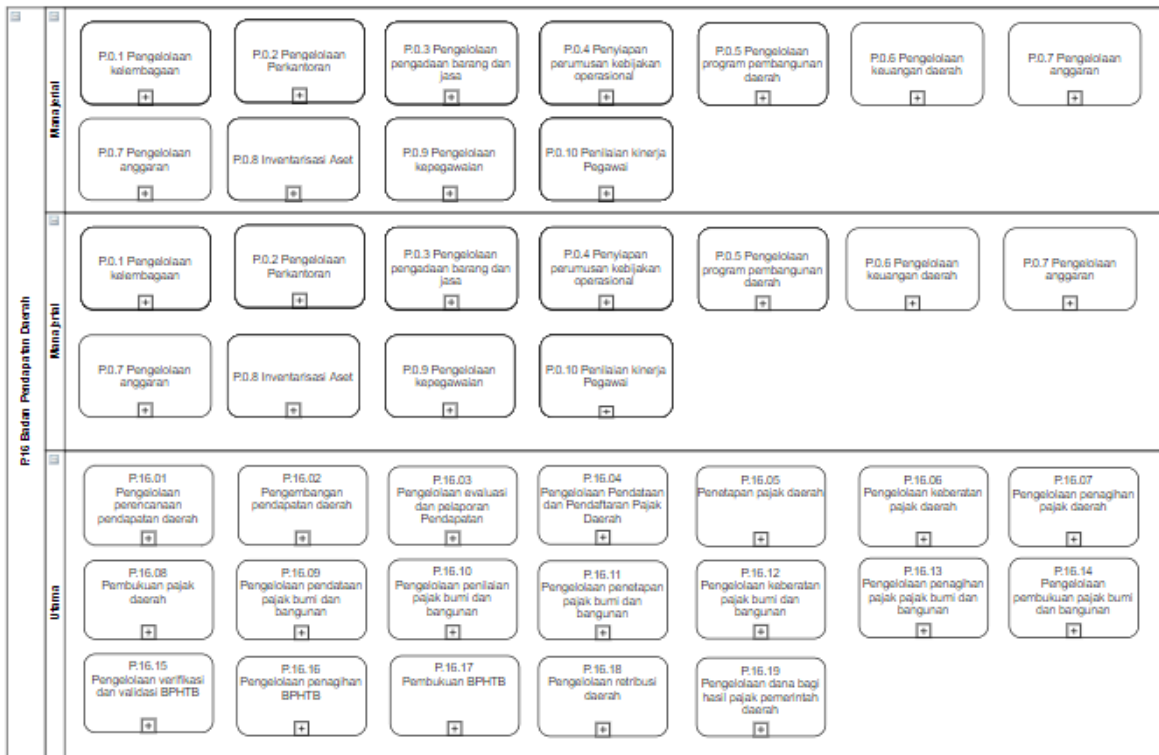 P.16 Badan Pendapatan Daerah
Manajerial
P.0.1 Pengelolaan
kelembagaan
P.0.2 Pengelolaan
Perkantoran
P.0.3 Pengelolaan
pengadaan barang dan
jasa
P.0.4 Penyiapan
perumusan kebijakan
operasional
P.0.5 Pengelolaan
program pembangunan
daerah
P.0.6 Pengelolaan
keuangan daerah
P.0.7 Pengelolaan
anggaran
P.0.7 Pengelolaan
anggaran
P.0.8 Inventarisasi Aset
P.0.9 Pengelolaan
kepegawaian
P.0.10 Penilaian kinerja
Pegawai
Manajerial
P.0.1 Pengelolaan
kelembagaan
P.0.2 Pengelolaan
Perkantoran
P.0.3 Pengelolaan
pengadaan barang dan
jasa
P.0.4 Penyiapan
perumusan kebijakan
operasional
P.0.5 Pengelolaan
program pembangunan
daerah
P.0.6 Pengelolaan
keuangan daerah
P.0.7 Pengelolaan
anggaran
P.0.7 Pengelolaan
anggaran
P.0.8 Inventarisasi Aset
P.0.9 Pengelolaan
kepegawaian
P.0.10 Penilaian kinerja
Pegawai
Utama
P.16.01
Pengelolaan
perencanaan
pendapatan daerah
P.16.02
Pengembangan
pendapatan daerah
P.16.03
Pengelolaan evaluasi
dan pelaporan
Pendapatan
P.16.04
Pengelolaan Pendataan
dan Pendaftaran Pajak
Daerah
P.16.05
Penetapan pajak daerah
P.16.06
Pengelolaan keberatan
pajak daerah
P.16.07
Pengelolaan penagihan
pajak daerah
P.16.08
Pembukuan pajak
daerah
P.16.09
Pengelolaan pendataan
pajak bumi dan
bangunan
P.16.10
Pengelolaan penilaian
pajak bumi dan
bangunan
P.16.11
Pengelolaan penetapan
pajak bumi dan
bangunan
P.16.12
Pengelolaan keberatan
pajak bumi dan
bangunan
P.16.13
Pengelolaan penagihan
pajak pajak bumi dan
bangunan
P.16.14
Pengelolaan
pembukuan pajak bumi
dan bangunan
P.16.15
Pengelolaan verifikasi
dan validasi BPHTB
P.16.16
Pengelolaan penagihan
BPHTB
P.16.17
Pembukuan BPHTB
P.16.18
Pengelolaan retribusi
daerah
P.16.19
Pengelolaan dana bagi
hasil pajak pemerintah
daerah